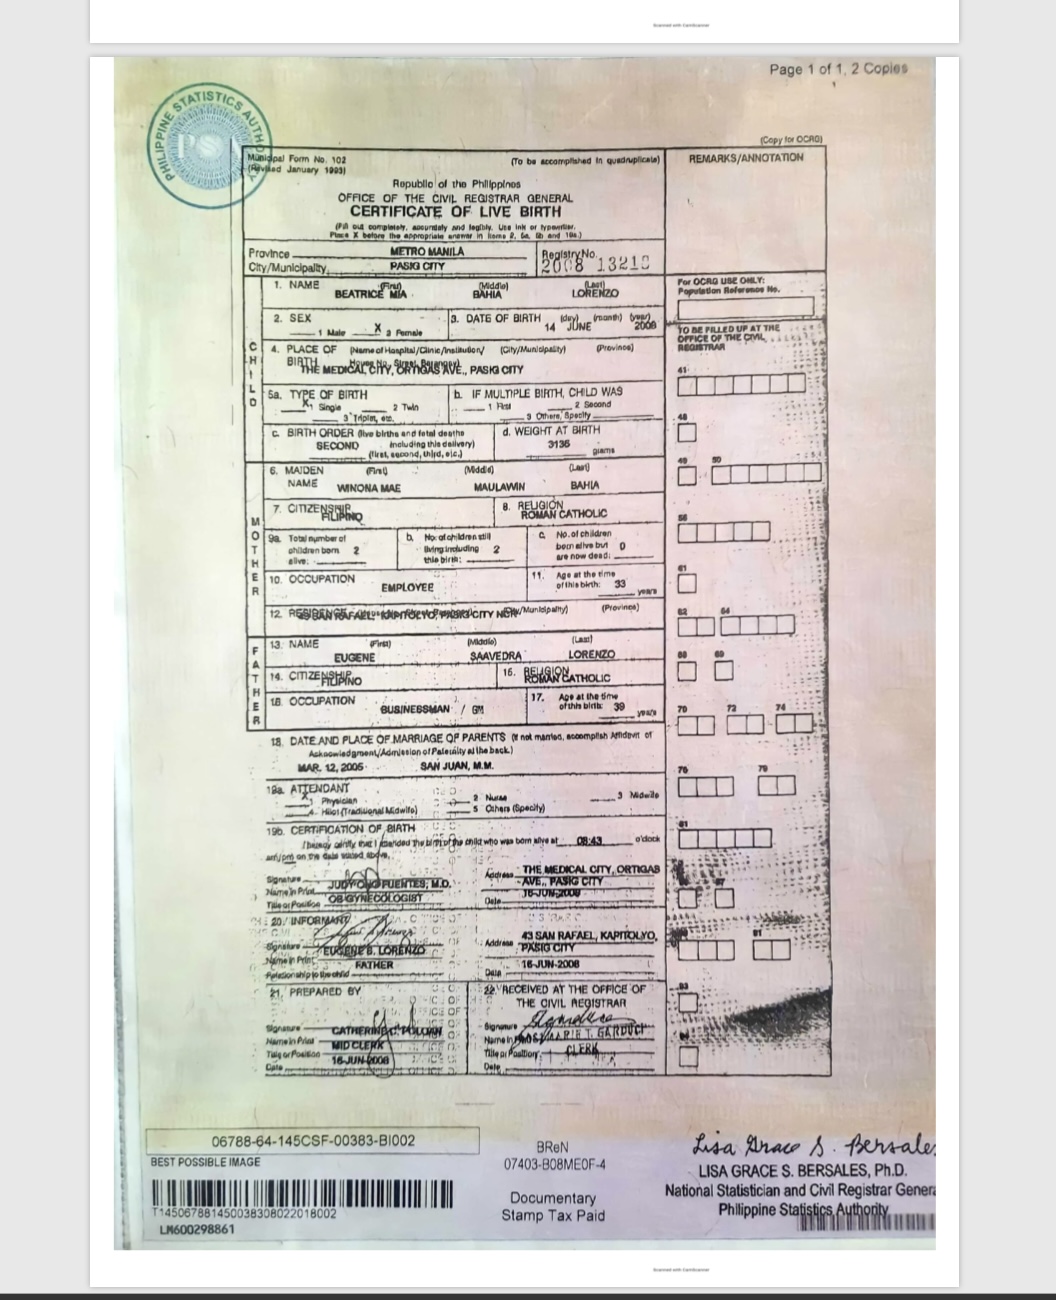 Scanned with CamScanner
Page 1 of 1, 2 Copies
PHILIPPINE STATISTICS AUTHORITY
PSA
(Copy for OCRG)
Municipal Form No. 102
(To be accomplished in quadruplicate)
REMARKS/ANNOTATION
(Revised January 1993)
Republic of the Philippines
OFFICE OF THE CIVIL REGISTRAR GENERAL
CERTIFICATE OF LIVE BIRTH
(Fill out completely, accurately and legibly. Use ink or typewriter.
Place X before the appropriate answer in items 2, 5a, 5b and 19a.)
Province METRO MANILA
Registry No.
City/Municipality PASIG CITY
2008 13213
For OCRG USE ONLY:
Population Reference No.
CHILD
1. NAME (First) (Middle) (Last)
BEATRICE MIA BAHIA LORENZO
2. SEX
1 Male X 2 Female
3. DATE OF BIRTH (day) (month) (year)
14 JUNE 2008
TO BE FILLED UP AT THE
OFFICE OF THE CIVIL
REGISTRAR
4. PLACE OF BIRTH (Name of Hospital/Clinic/Institution/ (City/Municipality) (Province)
THE MEDICAL CITY, ORTIGAS AVE., PASIG CITY
41
5a. TYPE OF BIRTH
X 1 Single 2 Twin
3 Triplet, etc.
b. IF MULTIPLE BIRTH, CHILD WAS
1 First 2 Second
3 Others, Specify
48
c. BIRTH ORDER (live births and fetal deaths
SECOND including this delivery)
(first, second, third, etc.)
d. WEIGHT AT BIRTH
3135
grams
49 50
MOTHER
6. MAIDEN NAME (First) (Middle) (Last)
WINONA MAE MAULAWIN BAHIA
7. CITIZENSHIP
FILIPINO
8. RELIGION
ROMAN CATHOLIC
56
9a. Total number of
children born 2
alive:
b. No. of children still
living including 2
this birth:
c. No. of children
born alive but 0
are now dead:
61
10. OCCUPATION
EMPLOYEE
11. Age at the time
of this birth: 33
years
12. RESIDENCE (City/Municipality) (Province)
43 SAN RAFAEL KAPITOLYO, PASIG CITY NCR
62 64
FATHER
13. NAME (First) (Middle) (Last)
EUGENE SAAVEDRA LORENZO
68 69
14. CITIZENSHIP
FILIPINO
15. RELIGION
ROMAN CATHOLIC
16. OCCUPATION
BUSINESSMAN / GM
17. Age at the time
of this birth: 39
years
70 72 74
18. DATE AND PLACE OF MARRIAGE OF PARENTS (If not married, accomplish Affidavit of
Acknowledgment/Admission of Paternity at the back.)
MAR. 12, 2005 SAN JUAN, M.M.
76 79
19a. ATTENDANT
X 1 Physician 2 Nurse 3 Midwife
4 Hilot (Traditional Midwife) 5 Others (Specify)
81
19b. CERTIFICATION OF BIRTH
I hereby certify that I attended the birth of the child who was born alive at 08:43 o'clock
am/pm on the date stated above.
Signature
Name in Print JUDY ONG FUENTES, M.D.
Title or Position OB GYNECOLOGIST
Address THE MEDICAL CITY, ORTIGAS
AVE., PASIG CITY
Date 16-JUN-2008
87
20. INFORMANT
Signature
Name in Print EUGENE B. LORENZO
Relationship to the child FATHER
Address 43 SAN RAFAEL, KAPITOLYO,
PASIG CITY
Date 16-JUN-2008
91
21. PREPARED BY
Signature
Name in Print
Title or Position MID CLERK
Date 16-JUN-2008
22 RECEIVED AT THE OFFICE OF
THE CIVIL REGISTRAR
Signature
Name in Print
Title or Position CLERK
Date
93
06788-64-145CSF-00383-BI002
BEST POSSIBLE IMAGE
T145067881450038308022018002
LM600298861
BReN
07403-B08ME0F-4
Documentary
Stamp Tax Paid
Lisa Grace S. Bersales
LISA GRACE S. BERSALES, Ph.D.
National Statistician and Civil Registrar Genera
Philippine Statistics Authority
Scanned with CamScanner